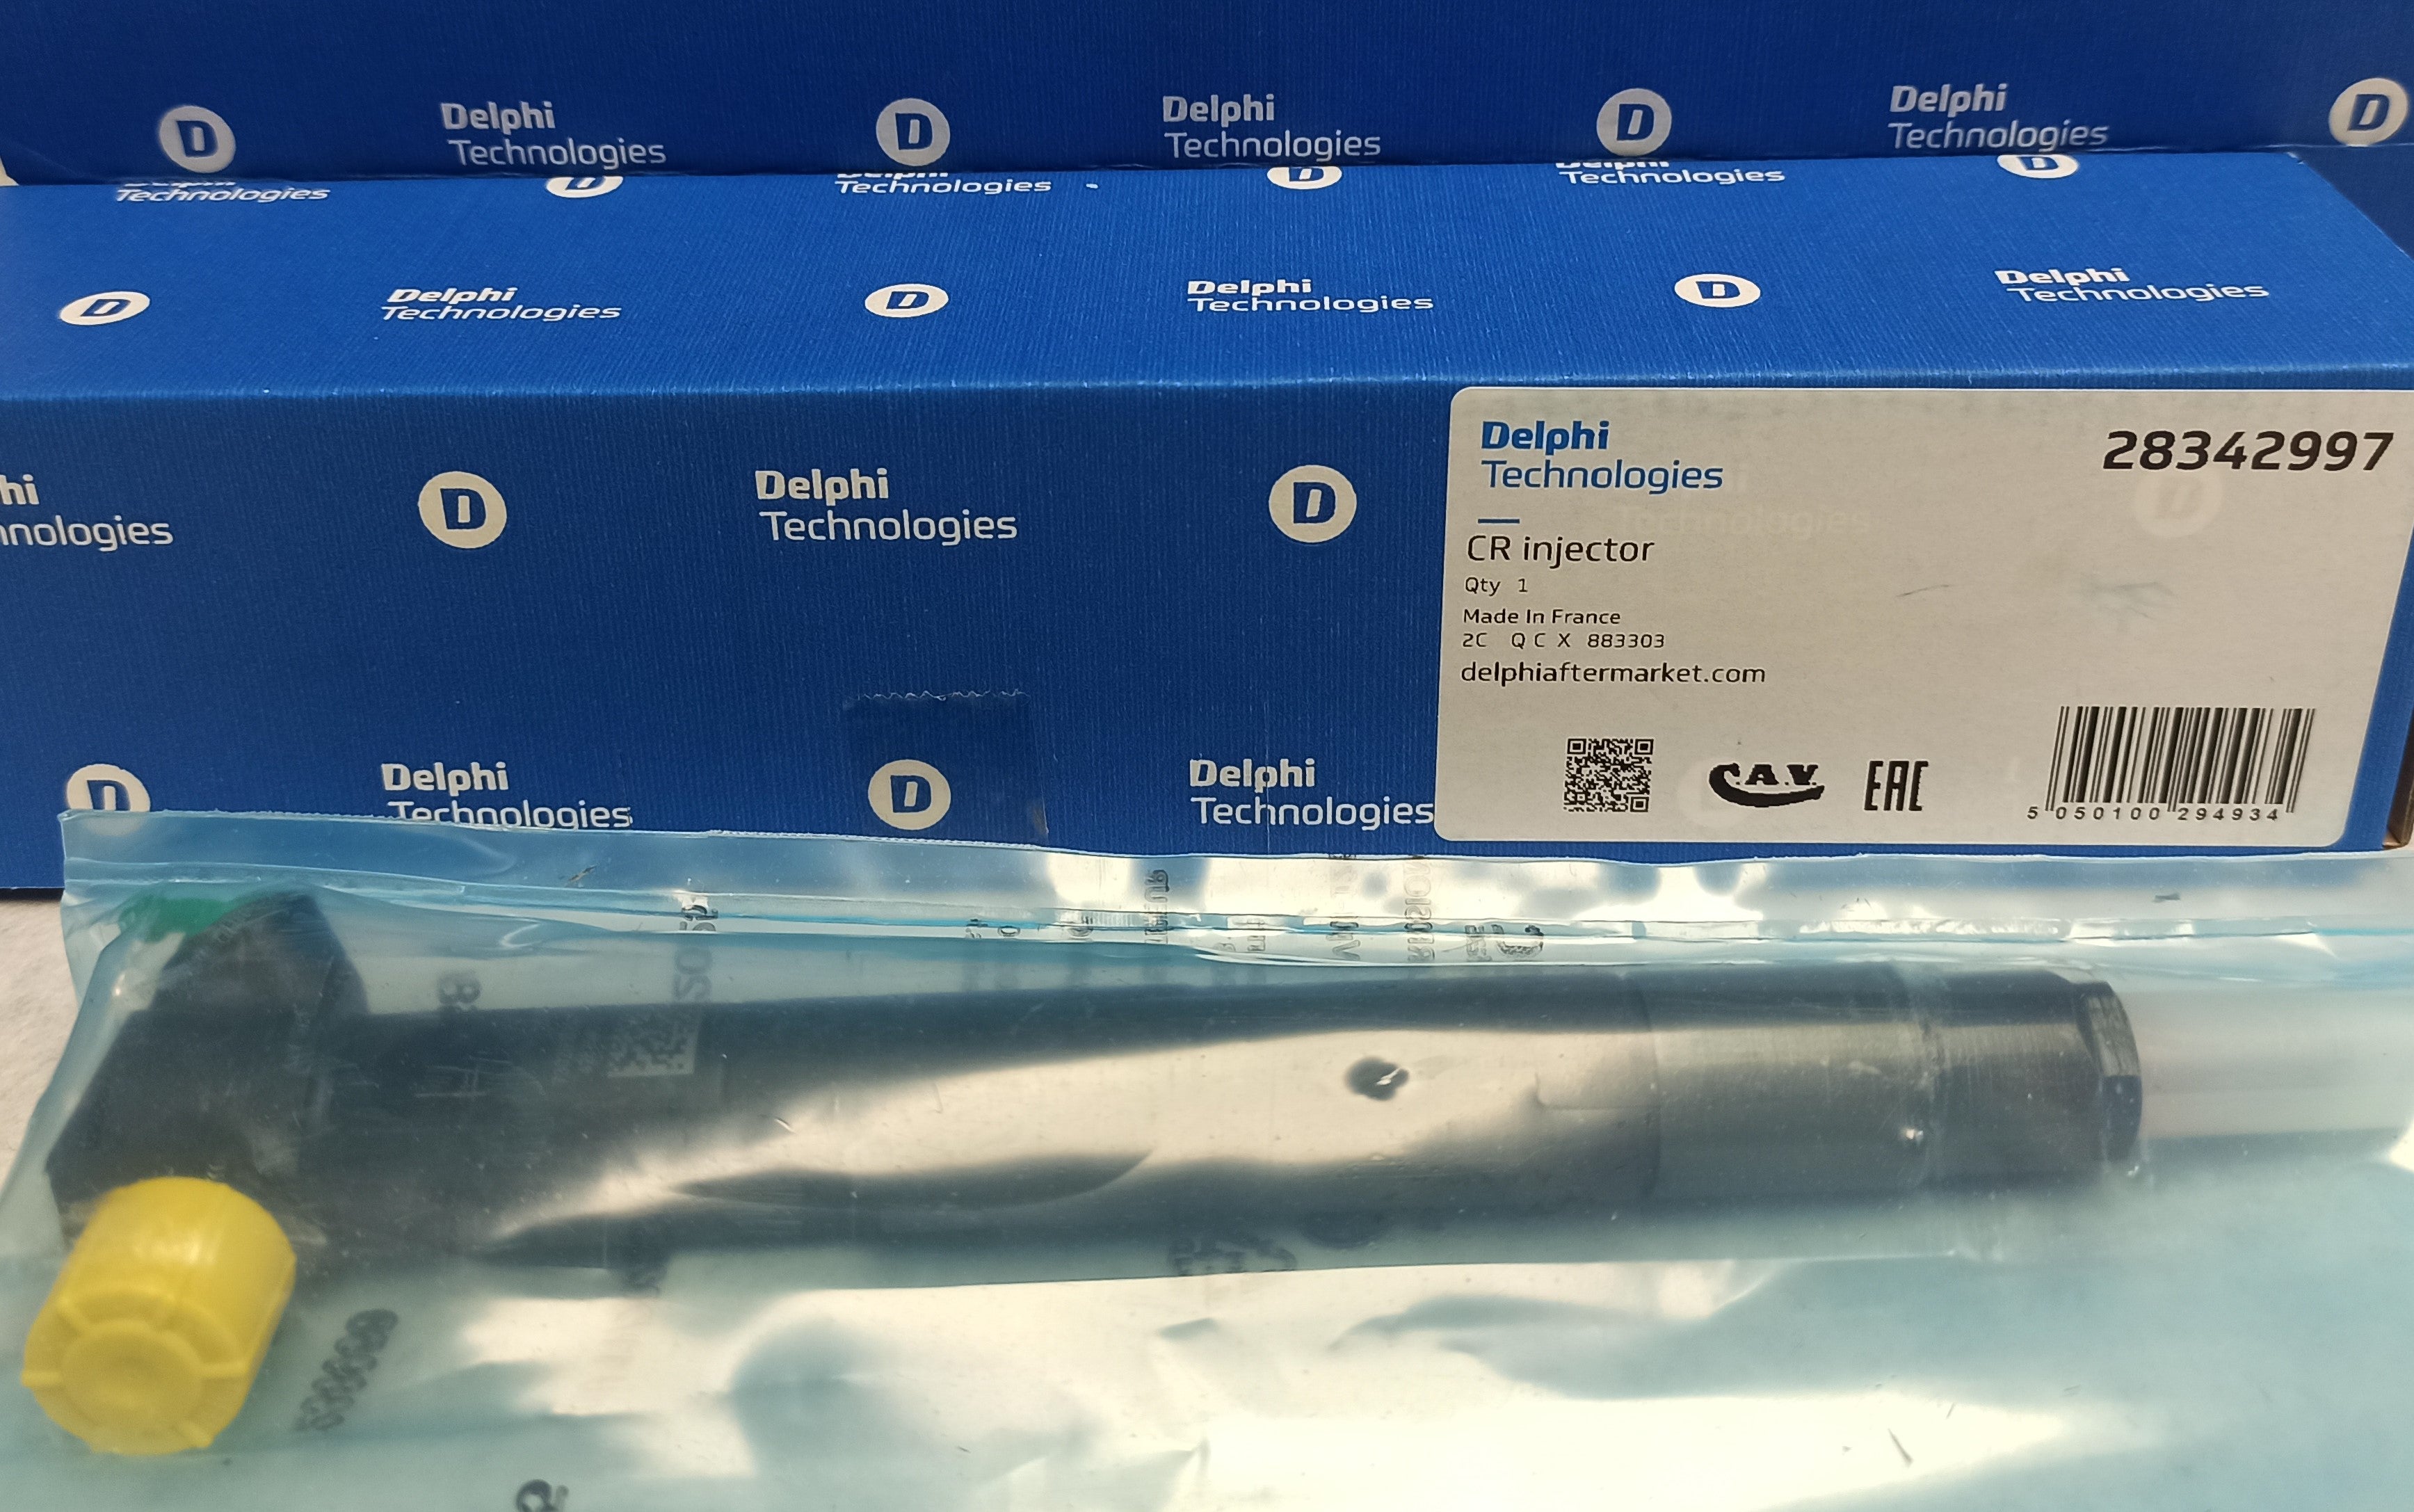 Delphi
Technologies
Delphi
Technologies
Delphi
Technologies
Technologies
Technologies
Technologies
Delphi
Technologies
Delphi
Technologies
Delphi
Technologies
hi
nologies
Delphi
Technologies
Delphi
Technologies
Delphi
Technologies
Delphi
Technologies
28342997
CR injector
Qty 1
Made In France
2C Q C X 883303
delphiaftermarket.com
C.A.V.
EAC
5 050100 294934